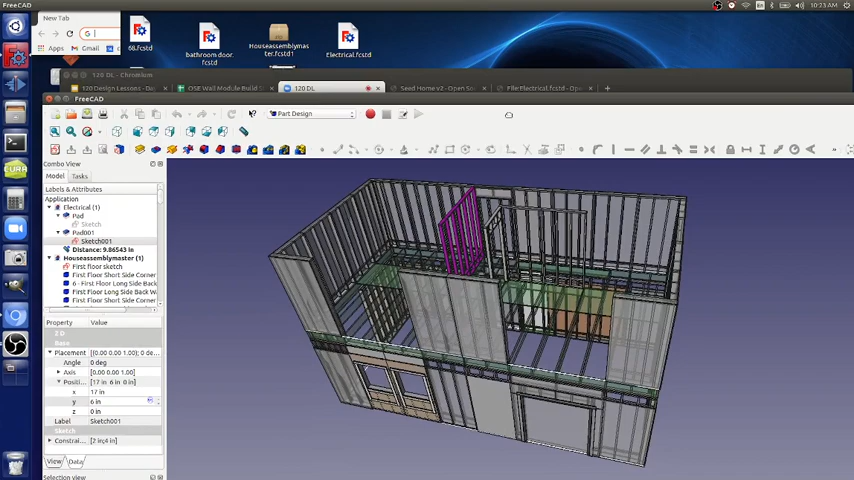 FreeCAD
10:23 AM
New Tab
G
Apps
Gmail
68.fcstd
bathroom door.
fcstd
Houseassemblymas
ter.fcstd1
Electrical.fcstd
120 DL - Chromium
120 Design Lessons - Da
OSE Wall Module Build S
120 DL
Seed Home v2 - Open So
File:Electrical.fcstd - Ope
FreeCAD
Part Design
Combo View
Model
Tasks
Labels & Attributes
Application
Electrical (1)
Pad
Sketch
Pad001
Sketch001
Distance: 9.86543 in
Houseassemblymaster (1)
First Floor sketch
First Floor Short Side Corner
6 - First Floor Long Side Back W
First Floor Long Side Back Wa
First Floor Short Side Corner
Property
Value
Base
Placement
[(0.00 0.00 1.00); 0 de...
Angle
0 deg
Axis
[0.00 0.00 1.00]
Positi...
[17 in 6 in 0 in]
x
17 in
y
6 in
z
0 in
Label
Sketch001
Sketch
Constrai...
[2 in;4 in]
View
Data
Selection view